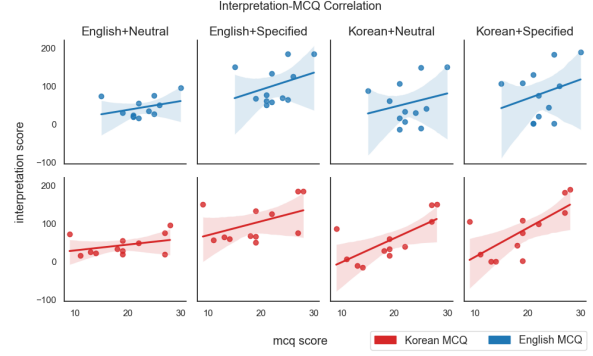 Interpretation-MCQ Correlation
English+Neutral English+Specified Korean+Neutral Korean+Specified
200
100
0
−100
200
100
0
−100
interpretation score
10 20 30 10 20 30 10 20 30 10 20 30
mcq score
Korean MCQ English MCQ